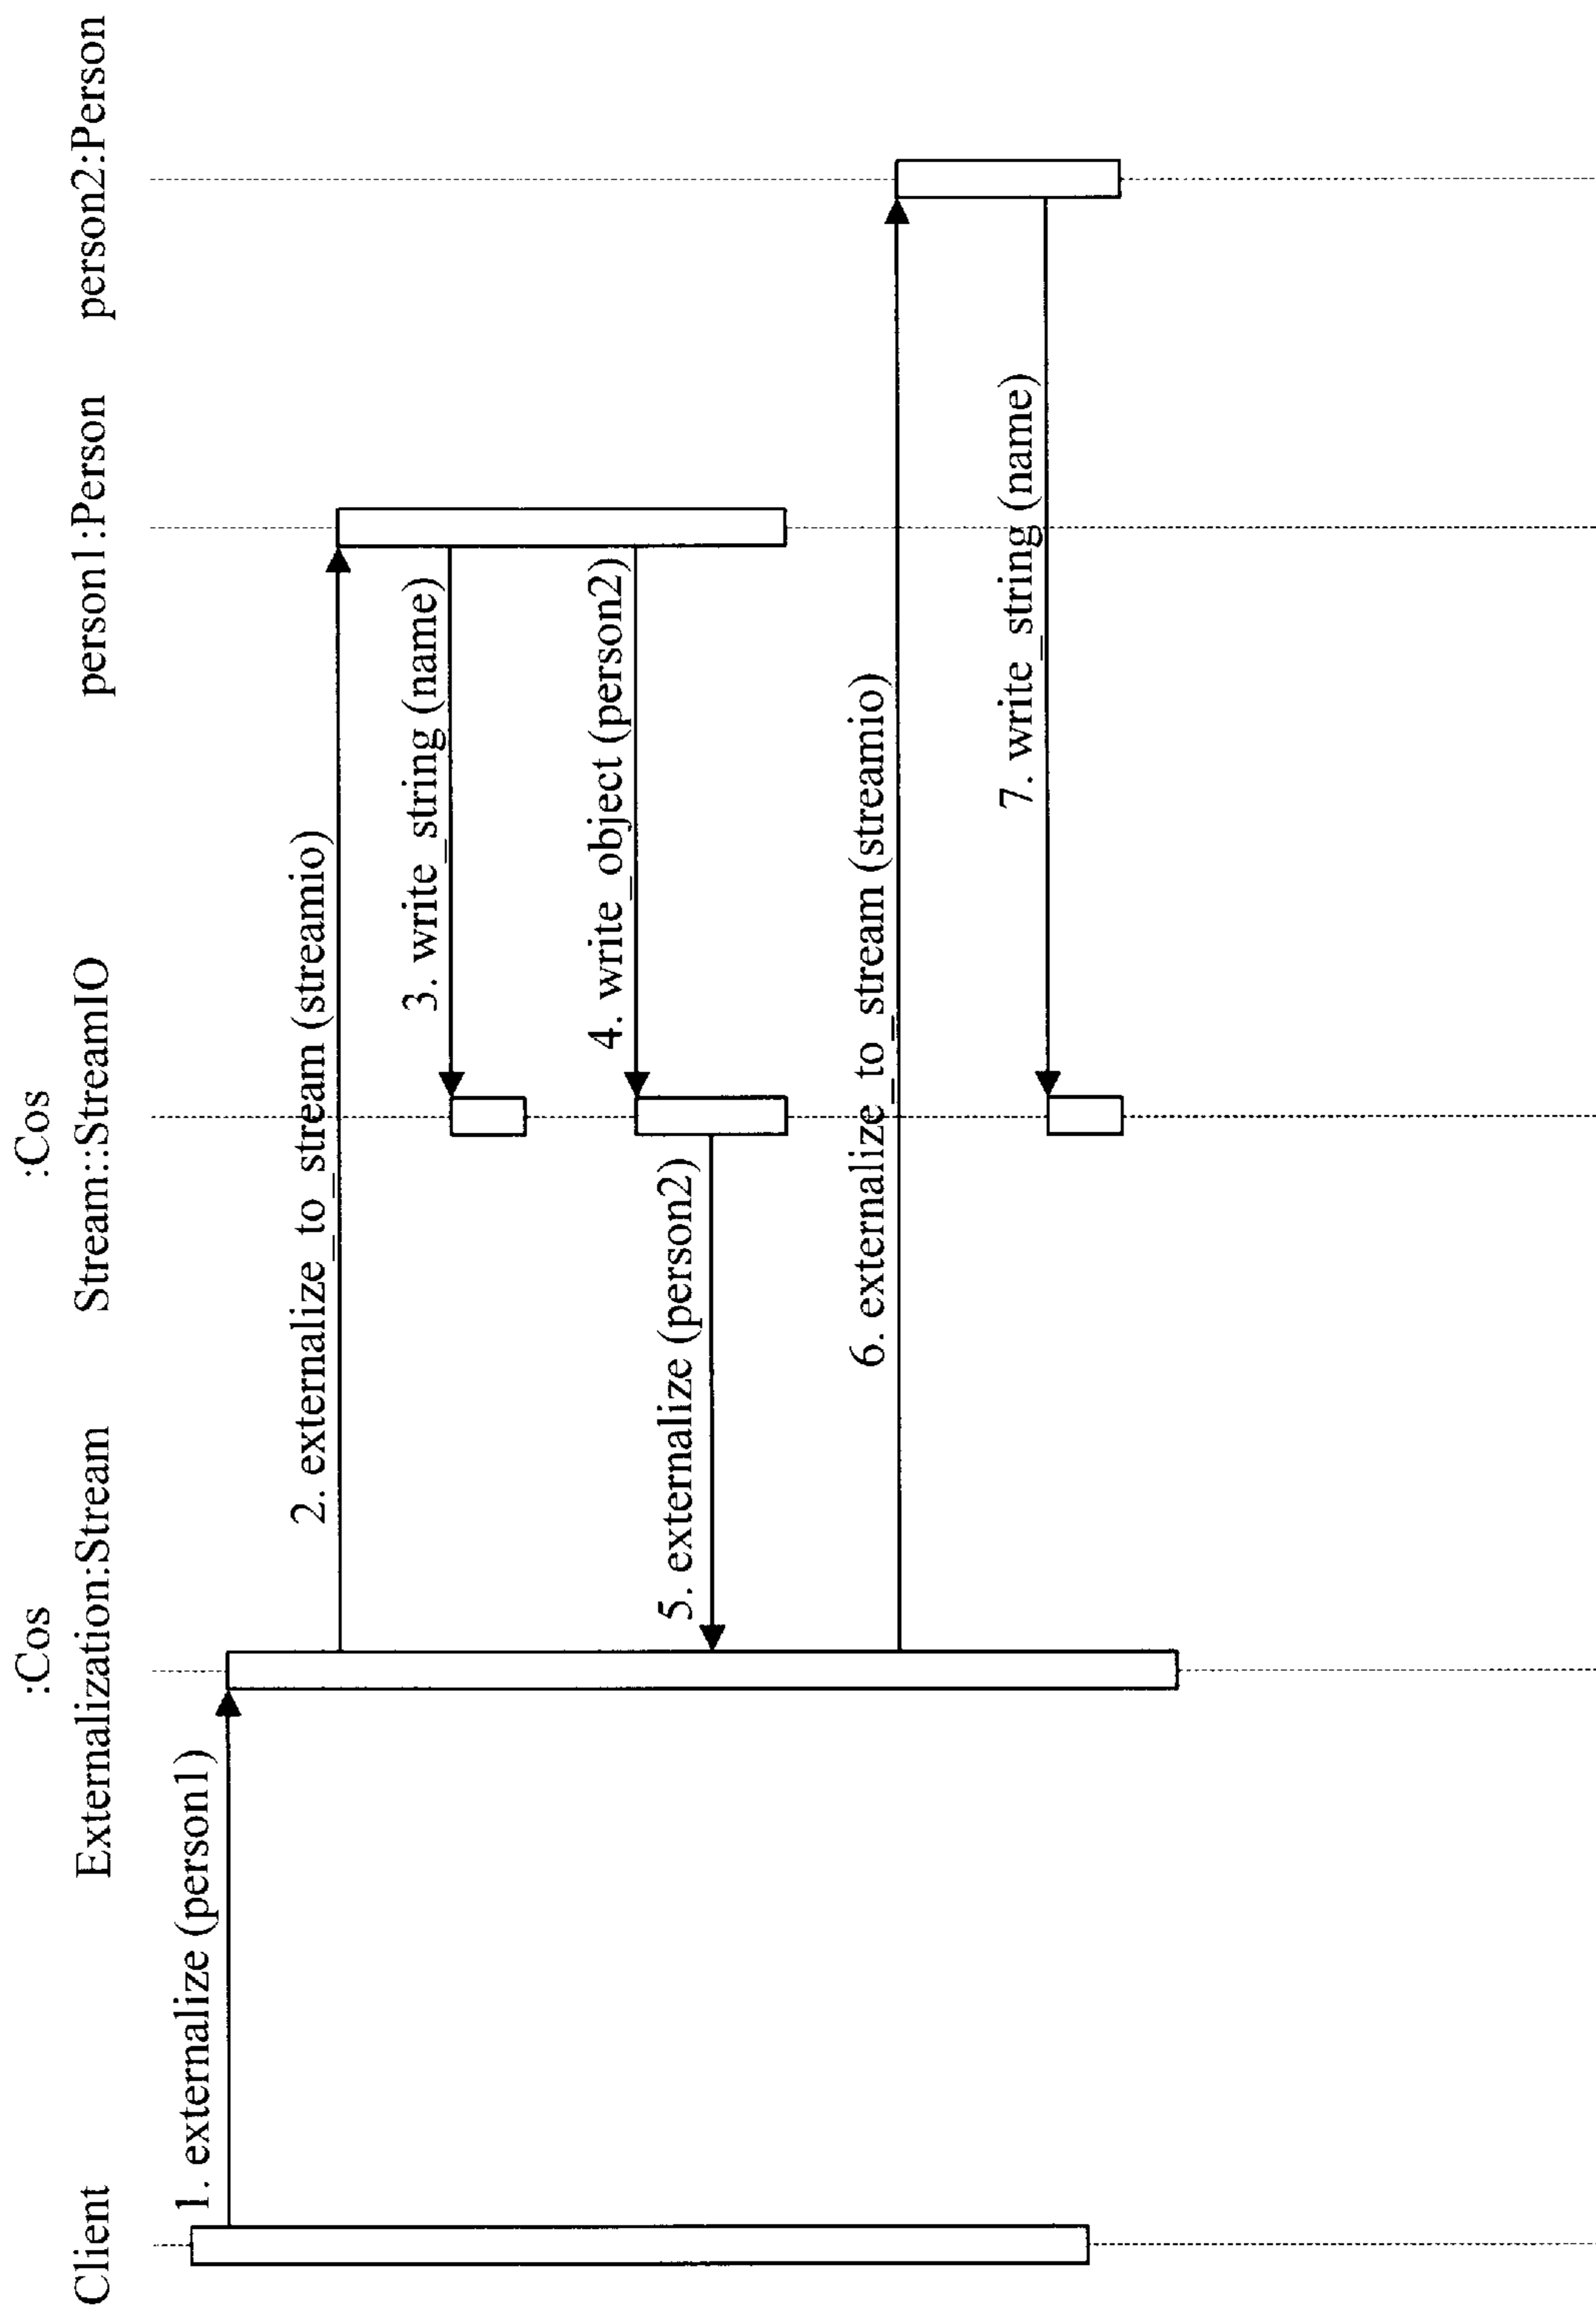 Client
:Cos
Externalization:Stream
:Cos
Stream::StreamIO
person1:Person
person2:Person
1. externalize (person1)
2. externalize_to_stream (streamio)
3. write_string (name)
4. write_object (person2)
5. externalize (person2)
6. externalize_to_stream (streamio)
7. write_string (name)